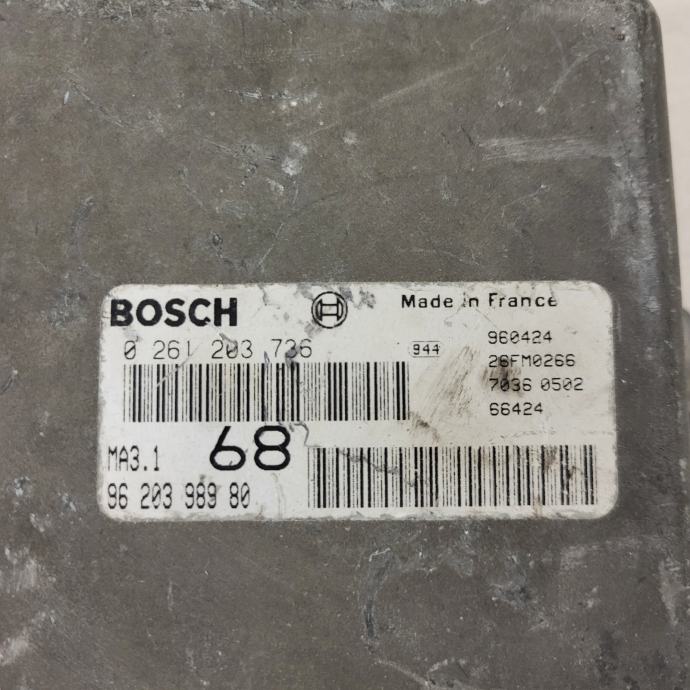 BOSCH
Made in France
0 261 203 736
944
960424
26FM0266
7036 0502
66424
MA3.1
68
96 203 989 80